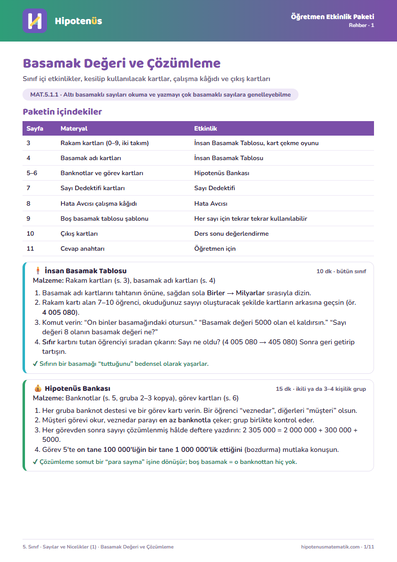 Hipotenüs
Öğretmen Etkinlik Paketi
Rehber · 1
Basamak Değeri ve Çözümleme
Sınıf içi etkinlikler, kesilip kullanılacak kartlar, çalışma kâğıdı ve çıkış kartları
MAT.5.1.1 · Altı basamaklı sayıları okuma ve yazmayı çok basamaklı sayılara genelleyebilme
Paketin içindekiler
Sayfa Materyal Etkinlik
3 Rakam kartları (0–9, iki takım) İnsan Basamak Tablosu, kart çekme oyunu
4 Basamak adı kartları İnsan Basamak Tablosu
5–6 Banknotlar ve görev kartları Hipotenüs Bankası
7 Sayı Dedektifi kartları Sayı Dedektifi
8 Hata Avcısı çalışma kâğıdı Hata Avcısı
9 Boş basamak tablosu şablonu Her sayı için tekrar tekrar kullanılabilir
10 Çıkış kartları Ders sonu değerlendirme
11 Cevap anahtarı Öğretmen için
İnsan Basamak Tablosu
10 dk · bütün sınıf
Malzeme: Rakam kartları (s. 3), basamak adı kartları (s. 4)
1. Basamak adı kartlarını tahtanın önüne, sağdan sola Birler → Milyarlar sırasıyla dizin.
2. Rakam kartı alan 7–10 öğrenci, okuduğunuz sayıyı oluşturacak şekilde kartların arkasına geçsin (ör.
4 005 080).
3. Komut verin: “On binler basamağındaki otursun.” “Basamak değeri 5000 olan el kaldırsın.” “Sayı
değeri 8 olanın basamak değeri ne?”
4. Sıfır kartını tutan öğrenciyi sıradan çıkarın: Sayı ne oldu? (4 005 080 → 405 080) Sonra geri getirip
tartışın.
✓ Sıfırın bir basamağı “tuttuğunu” bedensel olarak yaşarlar.
Hipotenüs Bankası
15 dk · ikili ya da 3–4 kişilik grup
Malzeme: Banknotlar (s. 5, gruba 2–3 kopya), görev kartları (s. 6)
1. Her gruba banknot destesi ve bir görev kartı verin. Bir öğrenci “veznedar”, diğerleri “müşteri” olsun.
2. Müşteri görevi okur, veznedar parayı en az banknotla çeker; grup birlikte kontrol eder.
3. Her görevden sonra sayıyı çözümlenmiş hâlde deftere yazdırın: 2 305 000 = 2 000 000 + 300 000 +
5000.
4. Görev 5'te on tane 100 000'liğin bir tane 1 000 000'lik ettiğini (bozdurma) mutlaka konuşun.
✓ Çözümleme somut bir “para sayma” işine dönüşür; boş basamak = o banknottan hiç yok.
5. Sınıf · Sayılar ve Nicelikler (1) · Basamak Değeri ve Çözümleme
hipotenusmatematik.com · 1/11